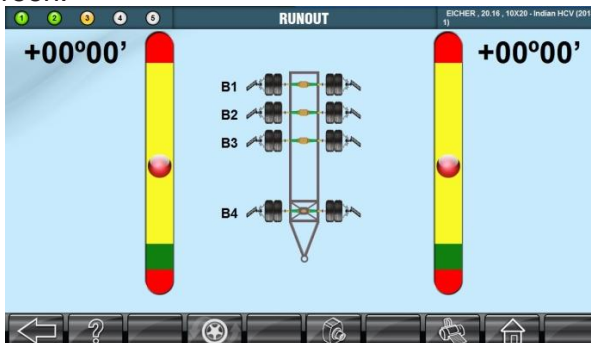 1 2 3 4 5
RUNOUT
EICHER , 20.16 , 10X20 - Indian HCV (201
1)
+00º00’
+00º00’
B1
B2
B3
B4
?